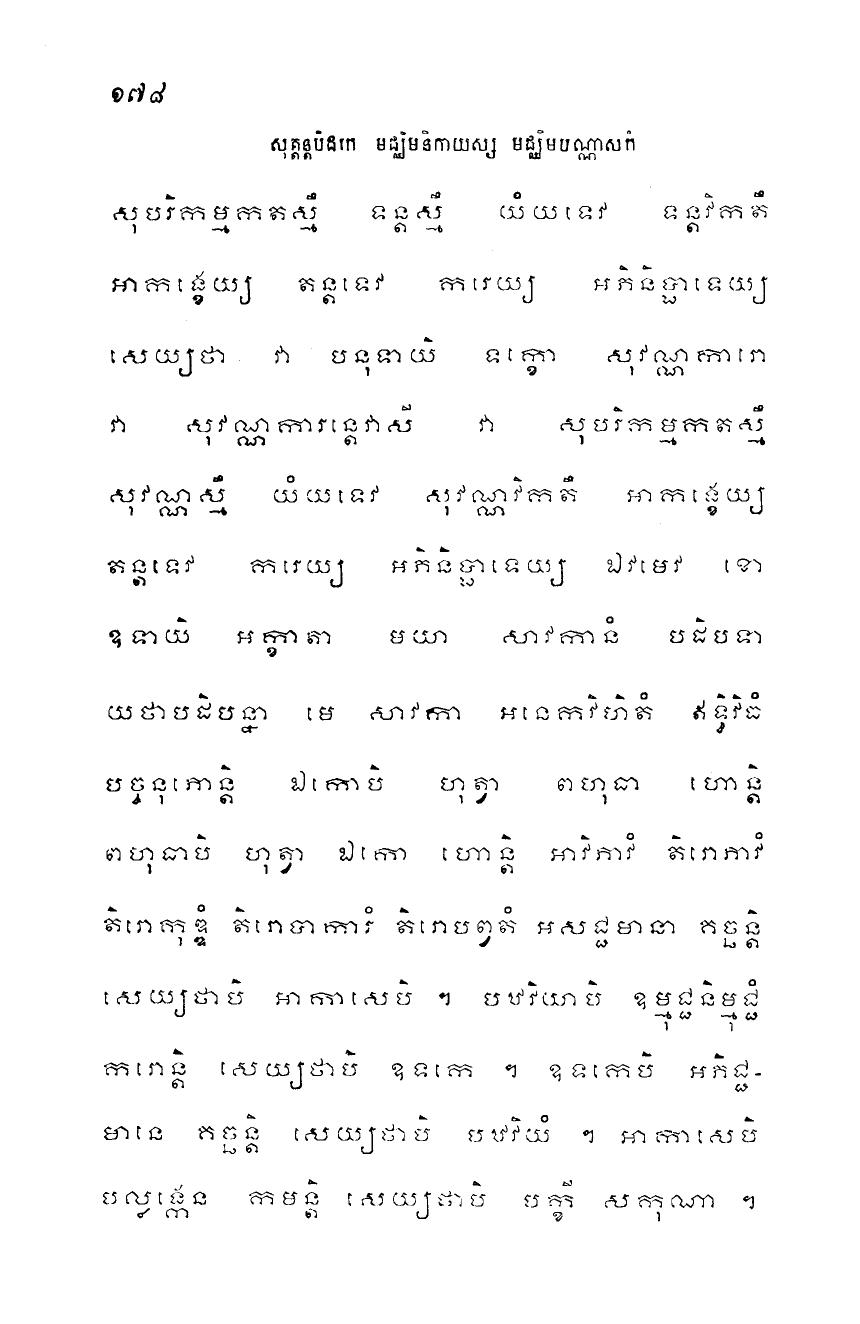 ១៧៨
សុត្តន្តបិដកេ មជ្ឈិមនិកាយស្ស មជ្ឈិមបណ្ណាសកំ
សុបរិកម្មកតស្មឹ ទន្តស្មឹ យំយទេវ ទន្តវិកតឹ
អាកង្ខេយ្យ តន្តទេវ ករេយ្យ អភិនិប្ផាទេយ្យ
សេយ្យថា វា បនុទាយិ ទក្ខោ សុវណ្ណការោ
វា សុវណ្ណការន្តេវាសី វា សុបរិកម្មកតស្មឹ
សុវណ្ណស្មឹ យំយទេវ សុវណ្ណវិកតឹ អាកង្ខេយ្យ
តន្តទេវ ករេយ្យ អភិនិប្ផាទេយ្យ ឯវមេវ ខោ
ឧទាយិ អក្ខាតា មយា សាវកានំ បដិបទា
យថាបដិបន្នា មេ សាវកា អនេកវិហិតំ ឥទ្ធិវិធំ
បច្ចនុភោន្តិ ឯកោបិ ហុត្វា ពហុធា ហោន្តិ
ពហុធាបិ ហុត្វា ឯកោ ហោន្តិ អាវិភាវំ តិរោភាវំ
តិរោកុឌ្ឌំ តិរោបាការំ តិរោបព្វតំ អសជ្ជមានា គច្ឆន្តិ
សេយ្យថាបិ អាកាសេបិ ។ បឋវិយាបិ ឧម្មុជ្ជនិម្មុជ្ជំ
ករោន្តិ សេយ្យថាបិ ឧទកេ ។ ឧទកេបិ អភិជ្ជ-
មានេ គច្ឆន្តិ សេយ្យថាបិ បឋវិយំ ។ អាកាសេបិ
បល្លង្កេន កមន្តិ សេយ្យថាបិ បក្ខី សកុណា ។